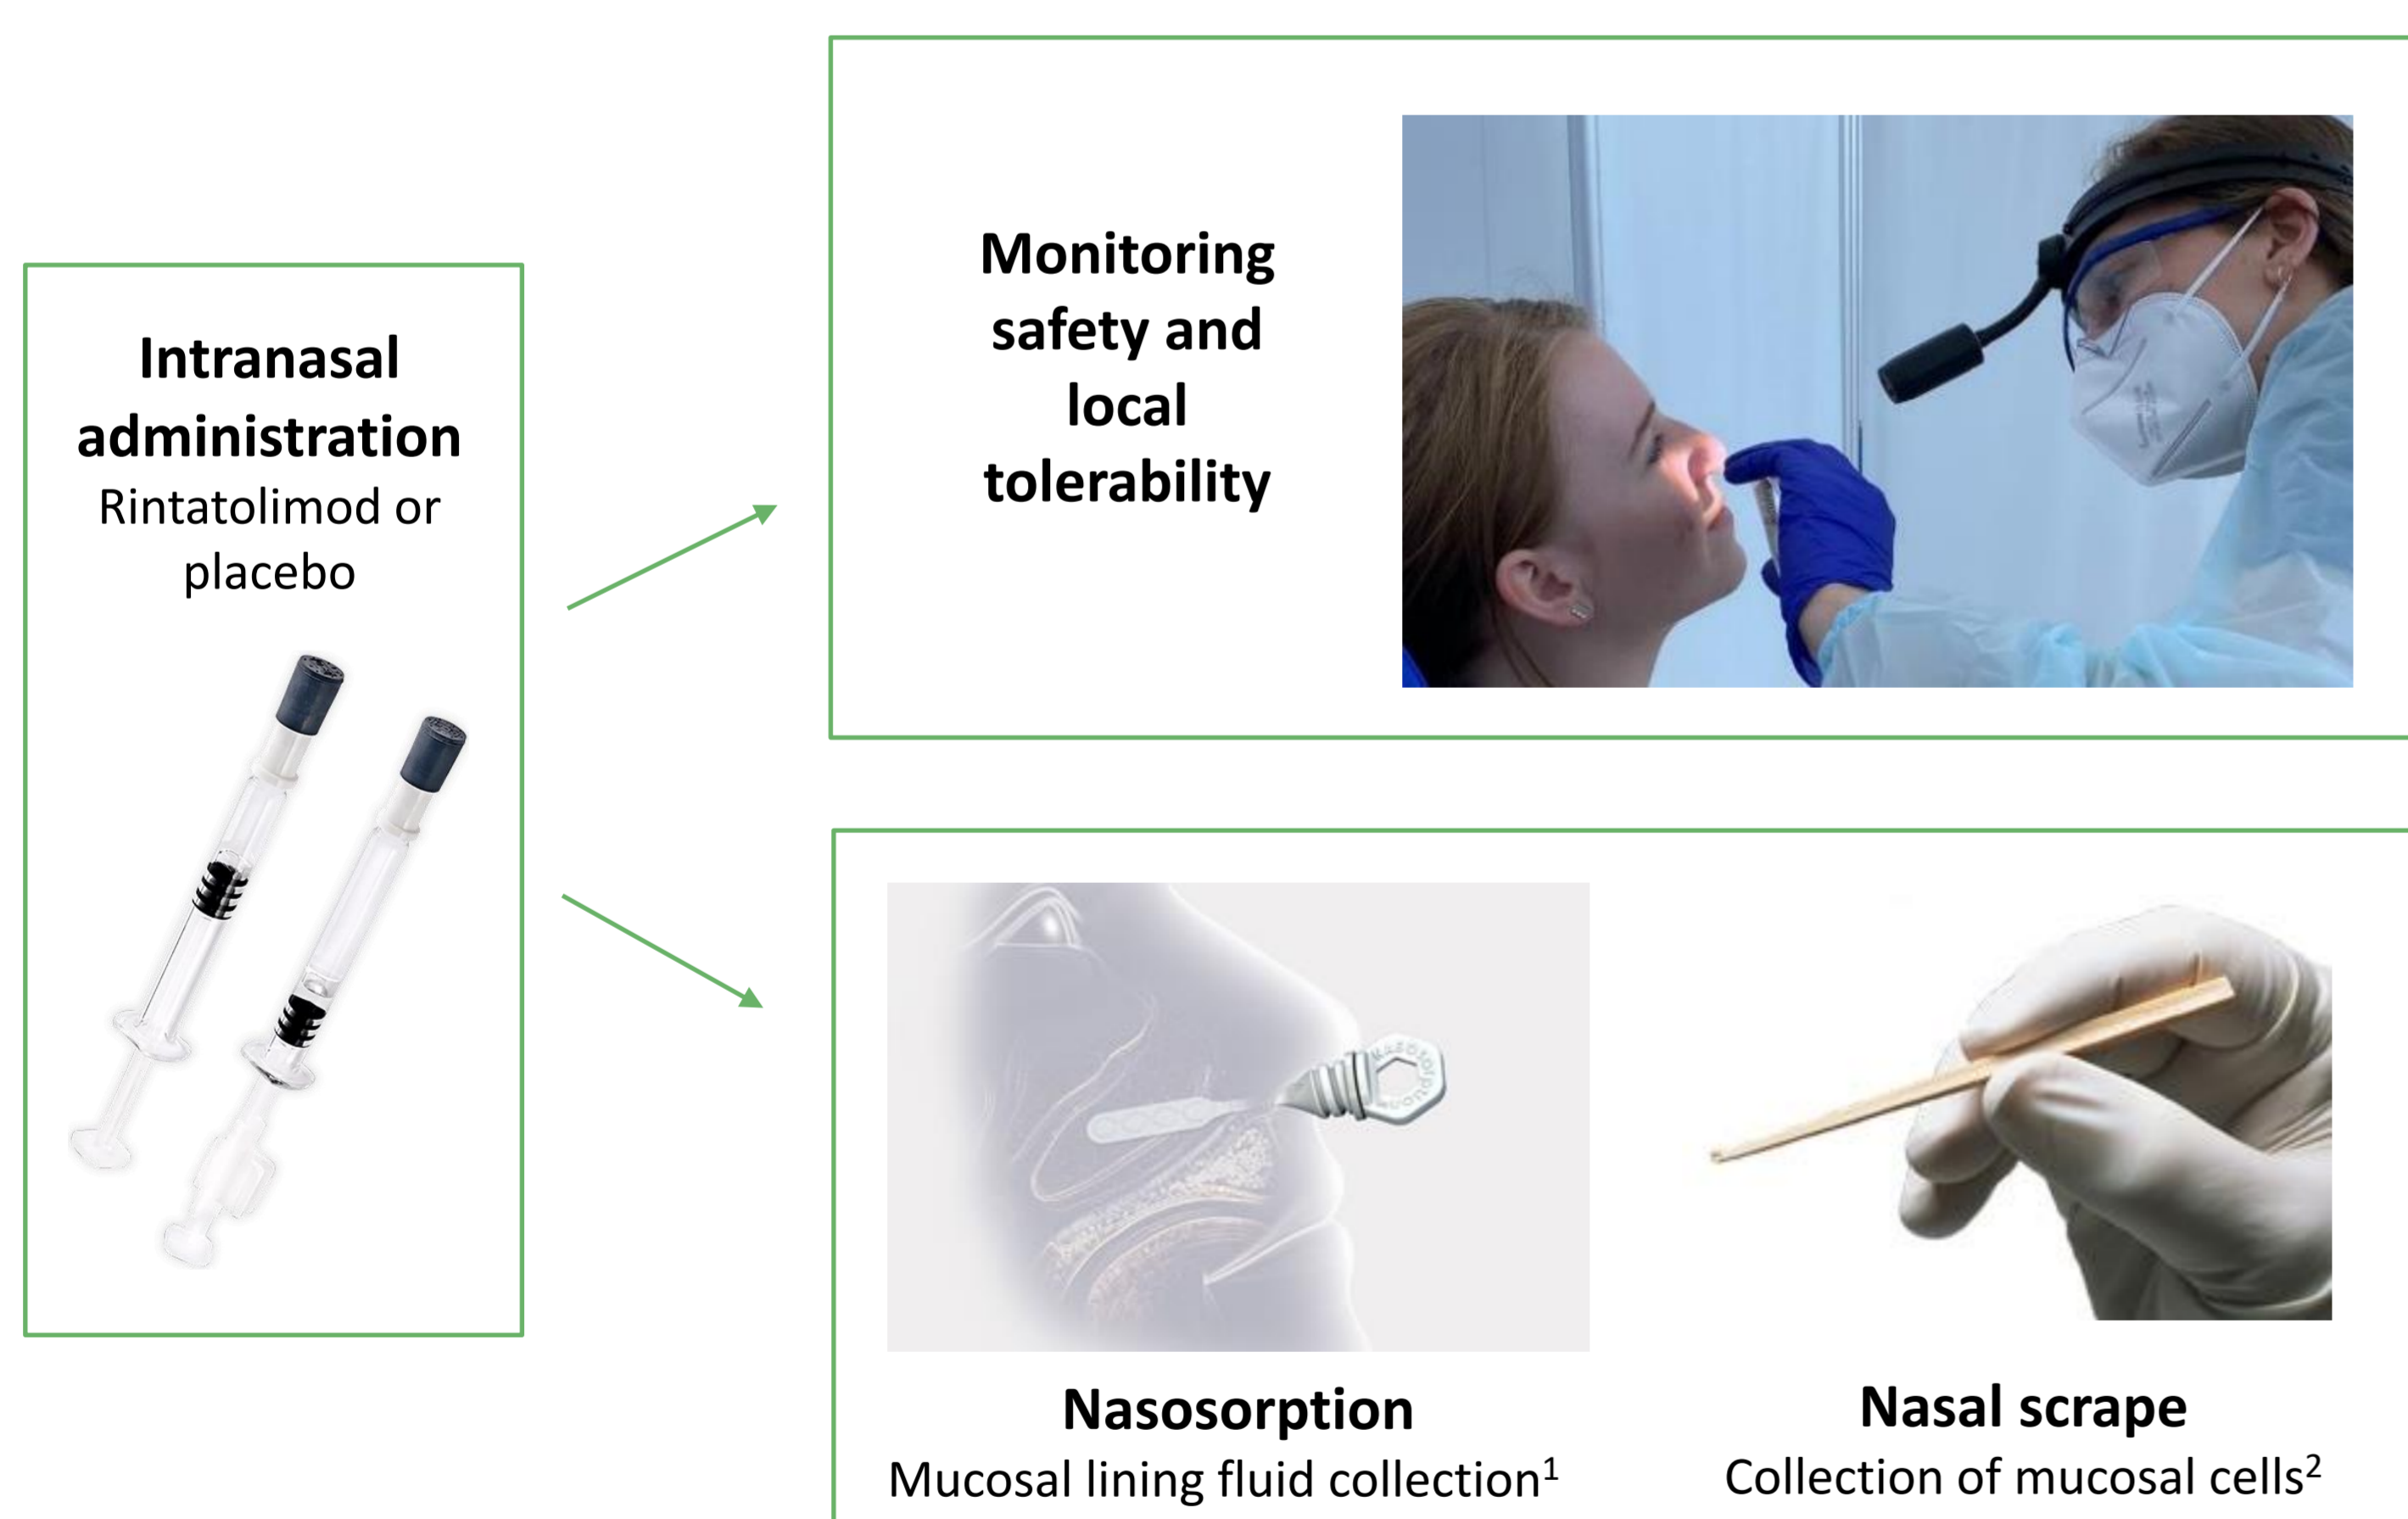 Intranasal
administration
Rintatolimod or
placebo
Monitoring
safety and
local
tolerability
Nasosorption
Nasosorption
Mucosal lining fluid collection¹
Nasal scrape
Collection of mucosal cells²